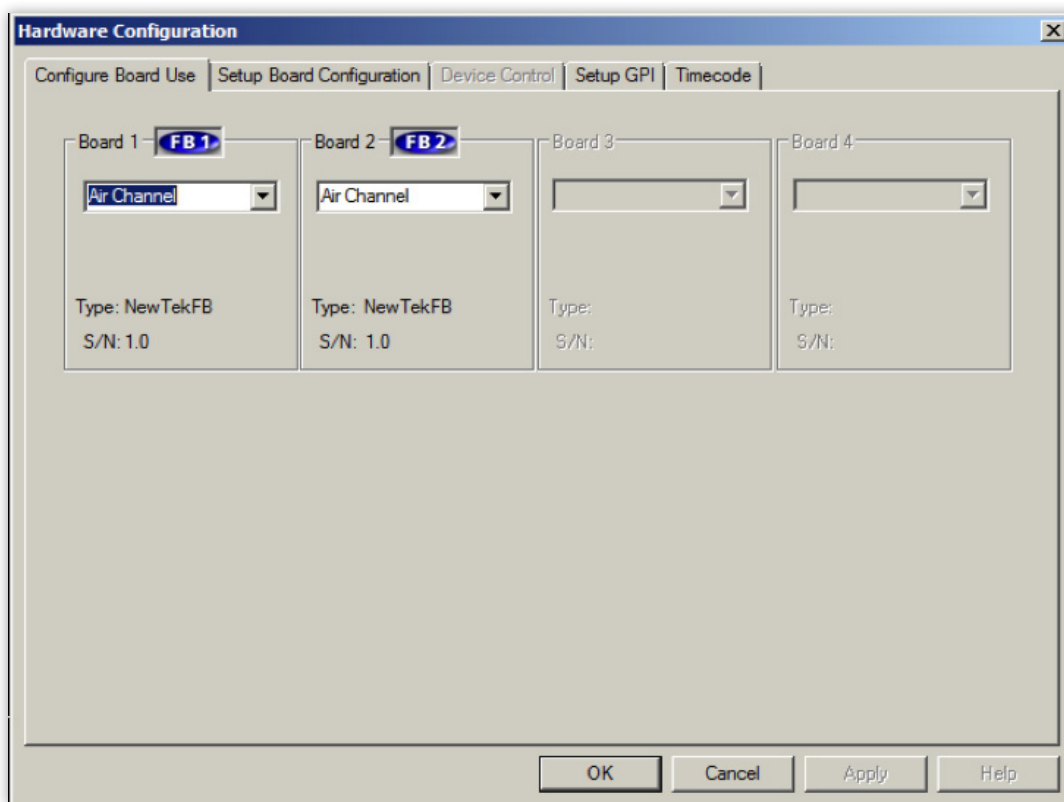 Hardware Configuration
Configure Board Use Setup Board Configuration Device Control Setup GPI Timecode
Board 1 FB 1 Board 2 FB 2 Board 3 Board 4
Air Channel Air Channel
Type: NewTekFB Type: NewTekFB Type: Type:
S/N: 1.0 S/N: 1.0 S/N: S/N:
OK Cancel Apply Help